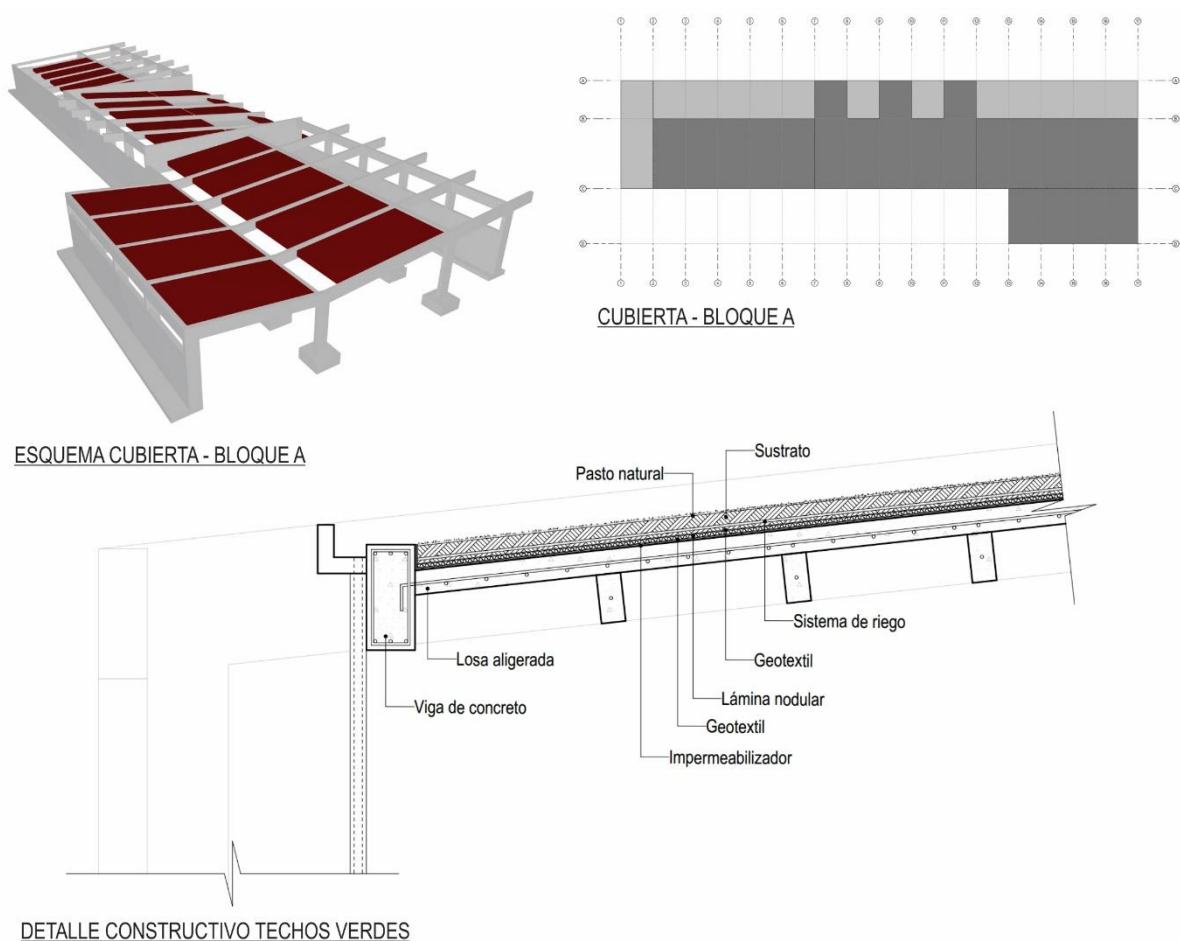 ESQUEMA CUBIERTA - BLOQUE A
CUBIERTA - BLOQUE A
Pasto natural
Sustrato
Sistema de riego
Losa aligerada
Geotextil
Lámina nodular
Viga de concreto
Geotextil
Impermeabilizador
DETALLE CONSTRUCTIVO TECHOS VERDES